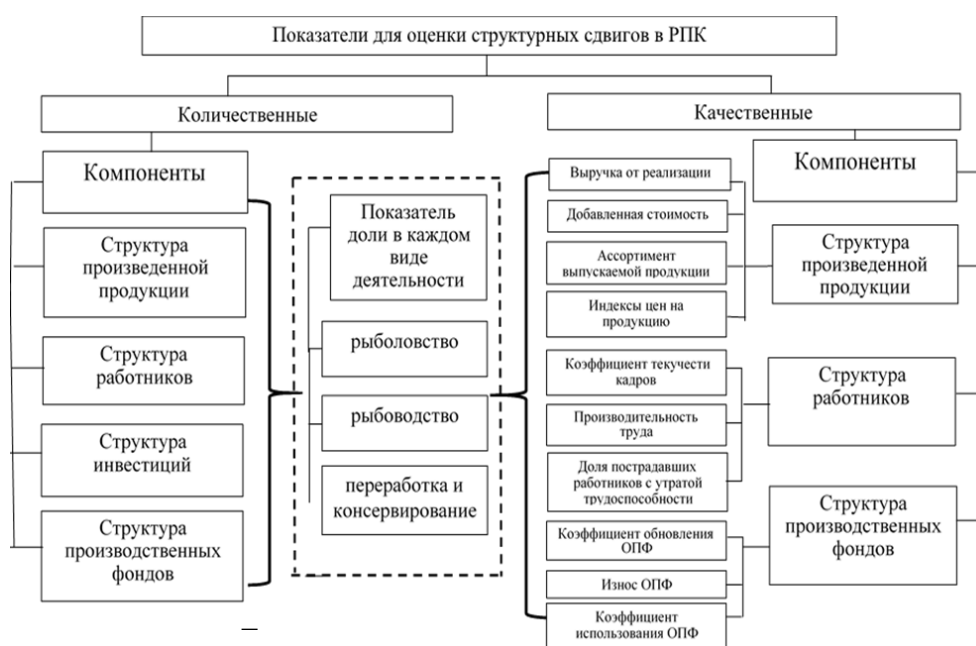 Показатели для оценки структурных сдвигов в РПК
Количественные
Качественные
Компоненты
Структура
произведенной
продукции
Структура
работников
Структура
инвестиций
Структура
производственных
фондов
Показатель
доли в каждом
виде
деятельности
рыболовство
рыбоводство
переработка и
консервирование
Выручка от реализации
Добавленная стоимость
Ассортимент
выпускаемой продукции
Индексы цен на
продукцию
Коэффициент текучести
кадров
Производительность
труда
Доля пострадавших
работников с утратой
трудоспособности
Коэффициент обновления
ОПФ
Износ ОПФ
Коэффициент
использования ОПФ
Компоненты
Структура
произведенной
продукции
Структура
работников
Структура
производственных
фондов